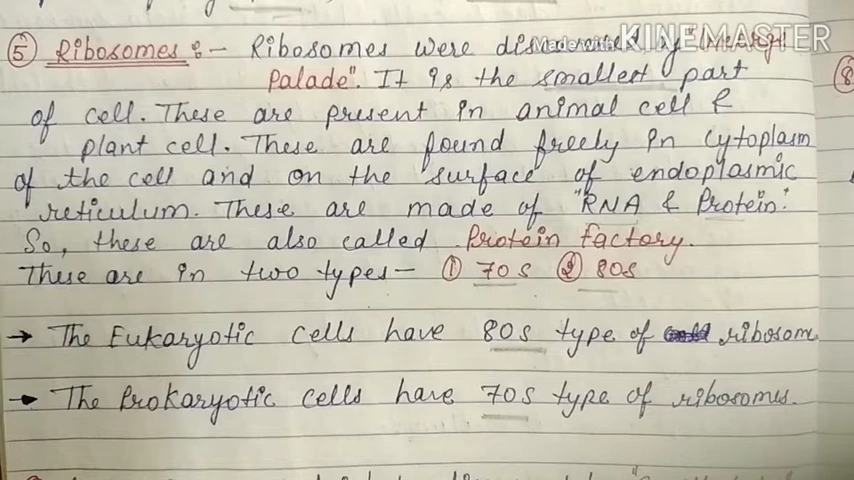 Made with KINEMASTER
⑤ Ribosomes :- Ribosomes were discovered by "George
Palade". It is the smallest part
of cell. These are present in animal cell &
plant cell. These are found freely in cytoplasm
of the cell and on the surface of endoplasmic
reticulum. These are made of "RNA & Protein."
So, these are also called Protein factory.
These are in two types- ① 70s ② 80s
→ The Eukaryotic cells have 80s type of ribosome
→ The Prokaryotic cells have 70s type of ribosomes.